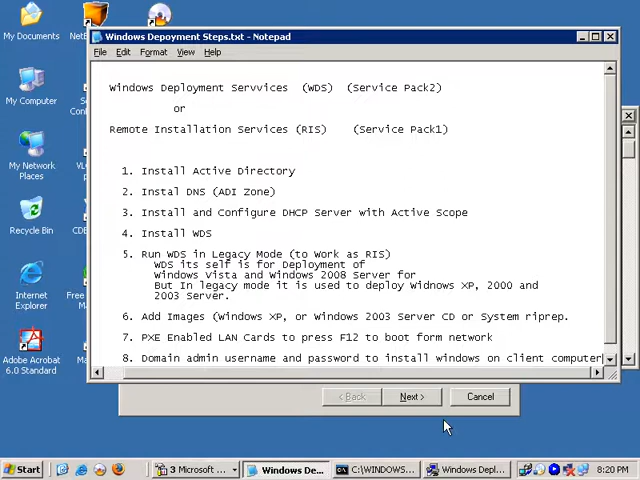 Windows Depoyment Steps.txt - Notepad
File Edit Format View Help
Windows Deployment Servvices (WDS) (Service Pack2)
or
Remote Installation Services (RIS) (Service Pack1)
1. Install Active Directory
2. Instal DNS (ADI Zone)
3. Install and Configure DHCP Server with Active Scope
4. Install WDS
5. Run WDS in Legacy Mode (to Work as RIS)
WDS its self is for Deployment of
Windows Vista and Windows 2008 Server for
But In legacy mode it is used to deploy Widnows XP, 2000 and
2003 Server.
6. Add Images (Windows XP, or Windows 2003 Server CD or System riprep.
7. PXE Enabled LAN Cards to press F12 to boot form network
8. Domain admin username and password to install windows on client computer
My Documents
My Computer
My Network
Places
Recycle Bin
Internet
Explorer
Adobe Acrobat
6.0 Standard
Free
< Back Next > Cancel
Start 3 Microsoft ... Windows De... C:\WINDOWS... Windows Depl... 8:20 PM